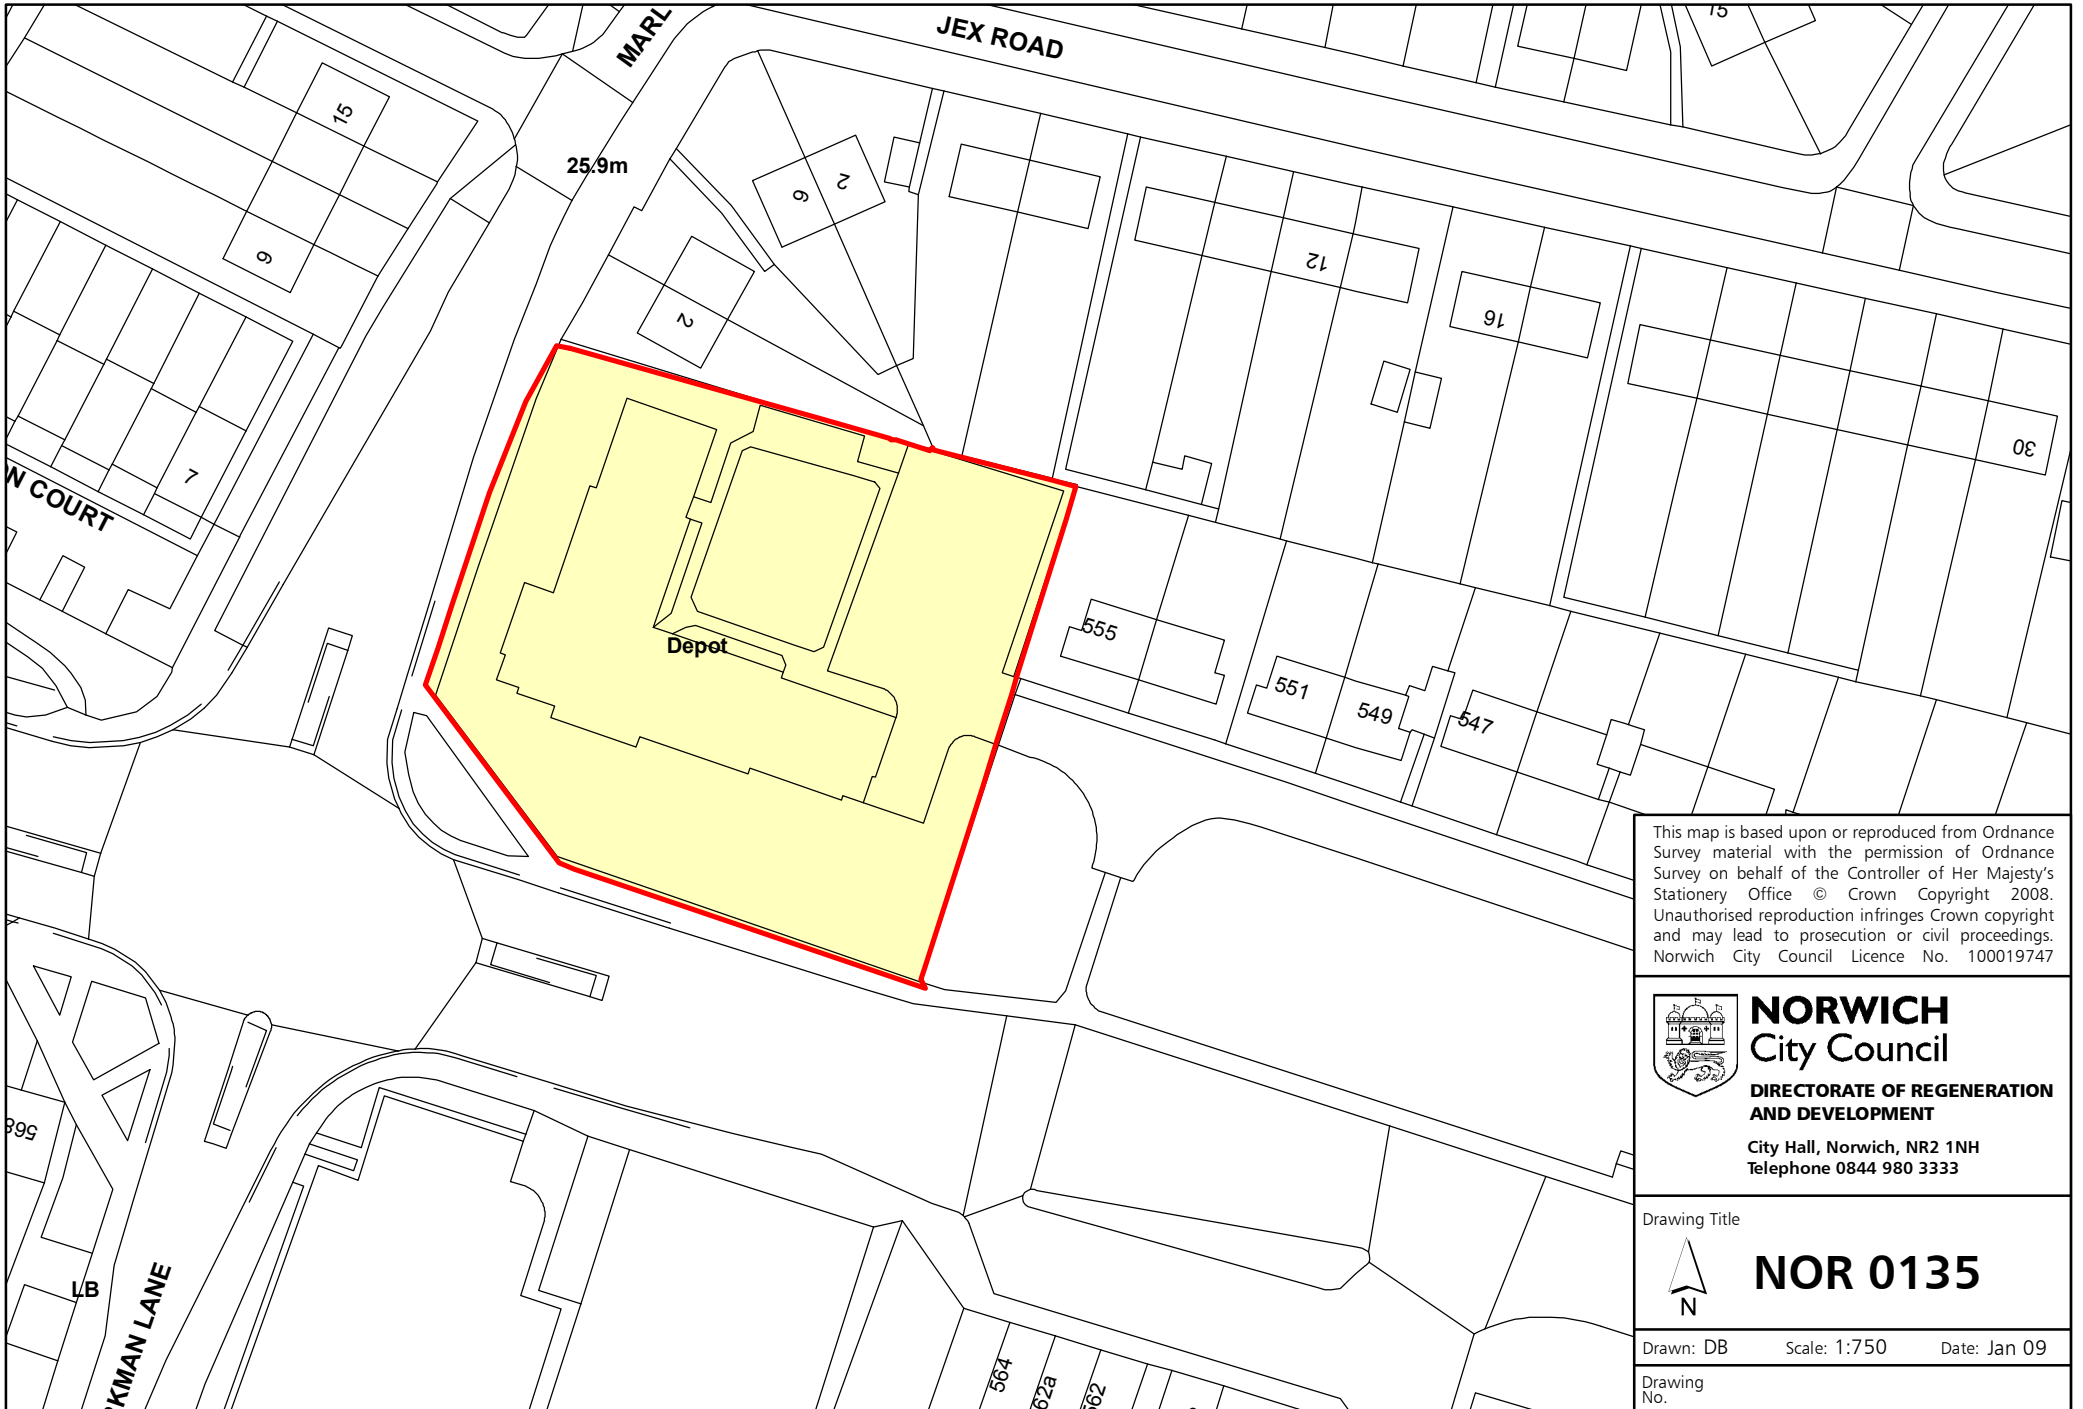 JEX ROAD
MARL
15
15
25.9m
6
2
6
2
12
16
30
7
N COURT
Depot
555
551
549
547
568
LB
KMAN LANE
564
62a
562
This map is based upon or reproduced from Ordnance
Survey material with the permission of Ordnance
Survey on behalf of the Controller of Her Majesty's
Stationery Office © Crown Copyright 2008.
Unauthorised reproduction infringes Crown copyright
and may lead to prosecution or civil proceedings.
Norwich City Council Licence No. 100019747
NORWICH
City Council
DIRECTORATE OF REGENERATION
AND DEVELOPMENT
City Hall, Norwich, NR2 1NH
Telephone 0844 980 3333
Drawing Title
NOR 0135
N
Drawn: DB Scale: 1:750 Date: Jan 09
Drawing
No.